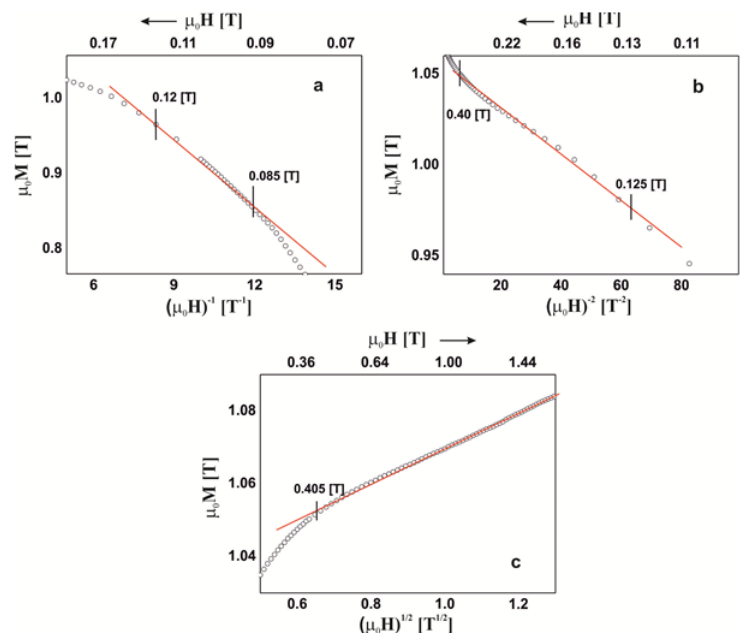 ← μ₀H [T]
0.17 0.11 0.09 0.07
a
1.0
0.9
0.8
μ₀M [T]
0.12 [T]
0.085 [T]
6 9 12 15
(μ₀H)⁻¹ [T⁻¹]
← μ₀H [T]
0.22 0.16 0.13 0.11
b
1.05
1.00
0.95
μ₀M [T]
0.40 [T]
0.125 [T]
20 40 60 80
(μ₀H)⁻² [T⁻²]
μ₀H [T] →
0.36 0.64 1.00 1.44
1.08
1.06
1.04
μ₀M [T]
0.405 [T]
c
0.6 0.8 1.0 1.2
(μ₀H)¹/² [T¹/²]